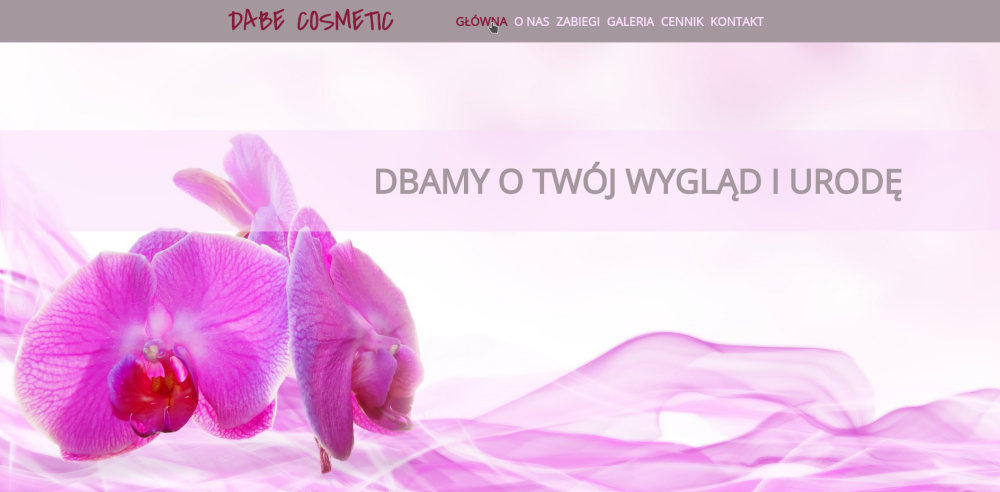 DABE COSMETIC GŁÓWNA O NAS ZABIEGI GALERIA CENNIK KONTAKT
DBAMY O TWÓJ WYGLĄD I URODĘ